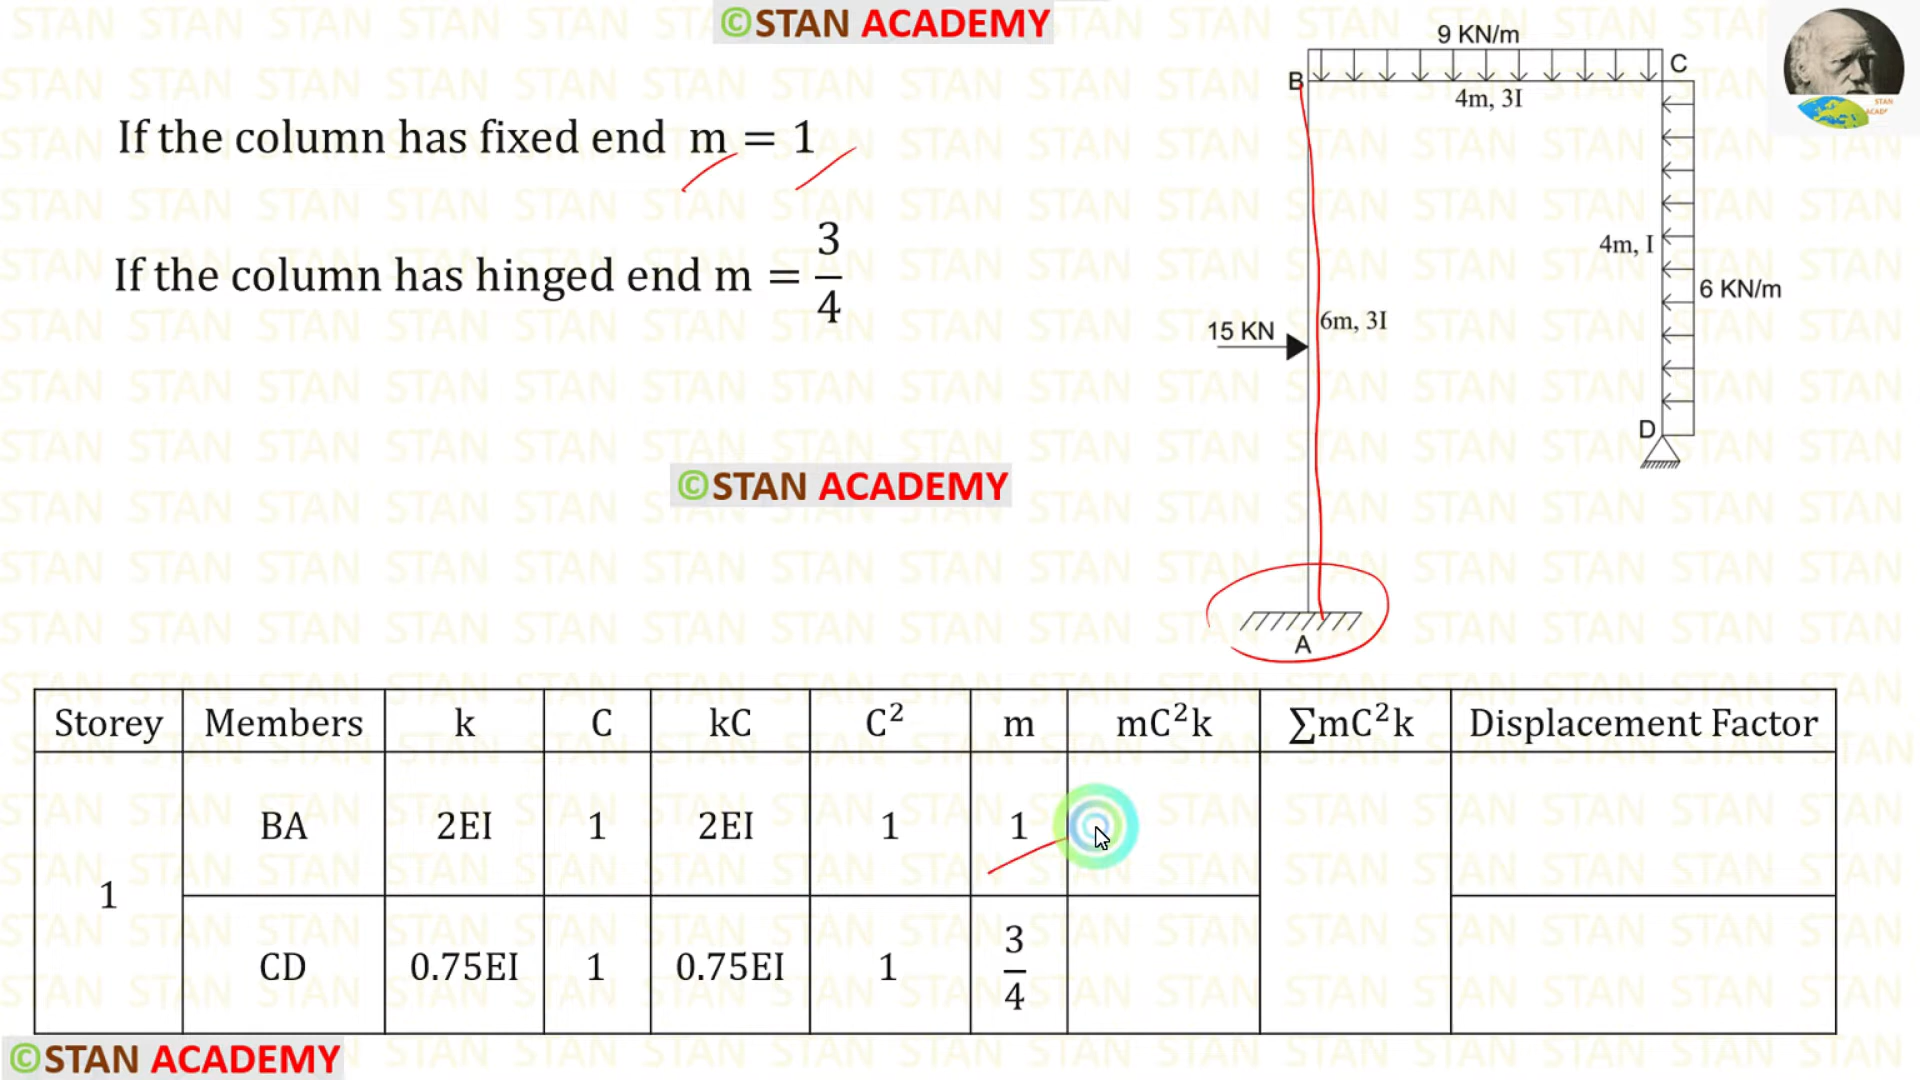 ©STAN ACADEMY
9 KN/m
B
C
4m, 3I
STAN
ACADEMY
If the column has fixed end m = 1
If the column has hinged end m = 3/4
4m, I
6 KN/m
15 KN
6m, 3I
D
©STAN ACADEMY
A
Storey Members k C kC C² m mC²k ∑mC²k Displacement Factor
1
BA 2EI 1 2EI 1 1
CD 0.75EI 1 0.75EI 1 3/4
©STAN ACADEMY